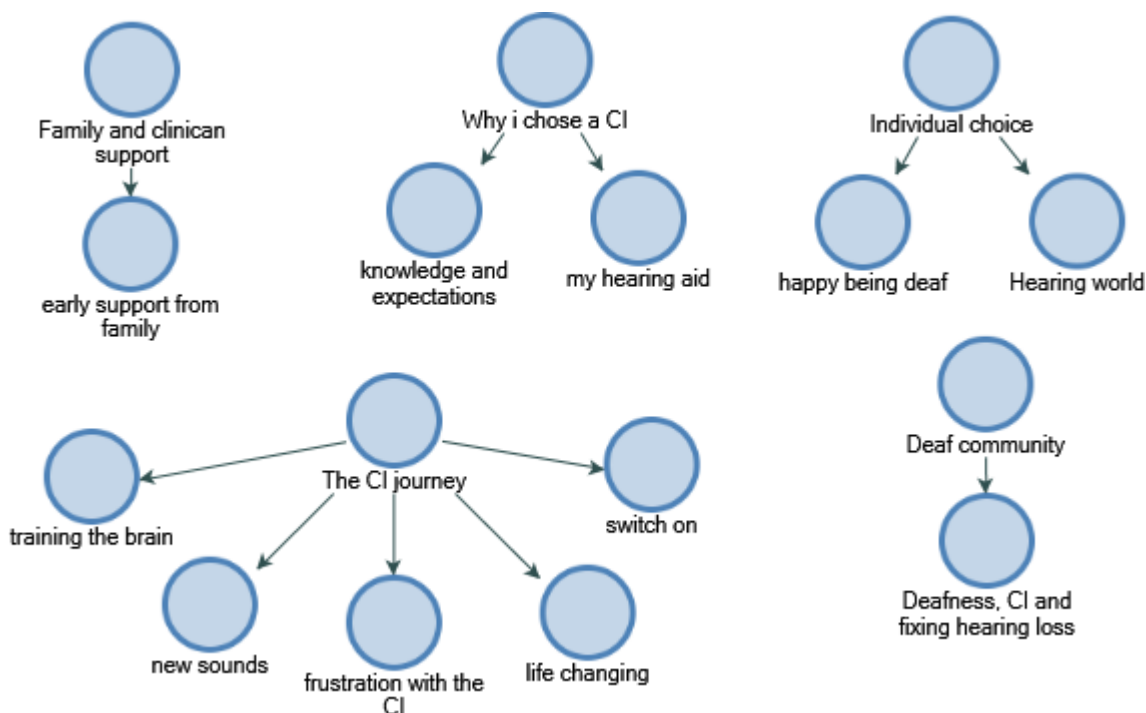 Family and clinican
support
early support from
family
Why i chose a CI
knowledge and
expectations
my hearing aid
Individual choice
happy being deaf
Hearing world
The CI journey
training the brain
new sounds
frustration with the
CI
life changing
switch on
Deaf community
Deafness, CI and
fixing hearing loss